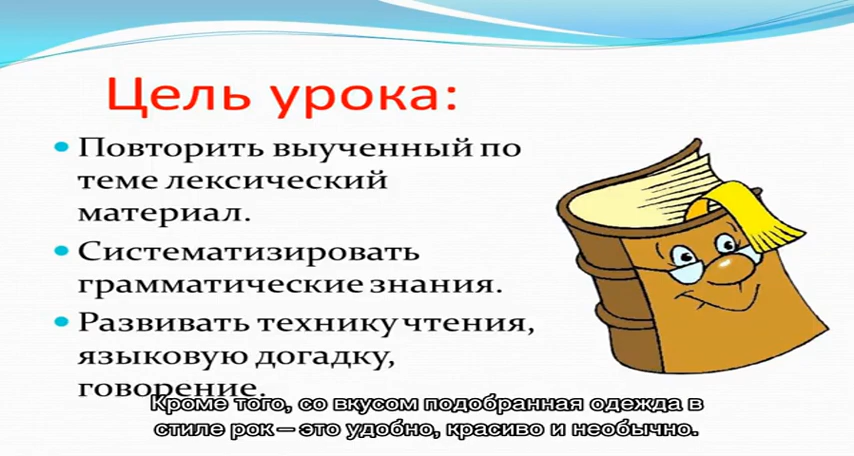 Цель урока:
Повторить выученный по
теме лексический
материал.
Систематизировать
грамматические знания.
Развивать технику чтения,
языковую догадку,
говорение.
Кроме того, со вкусом подобранная одежда в
стиле рок – это удобно, красиво и необычно.